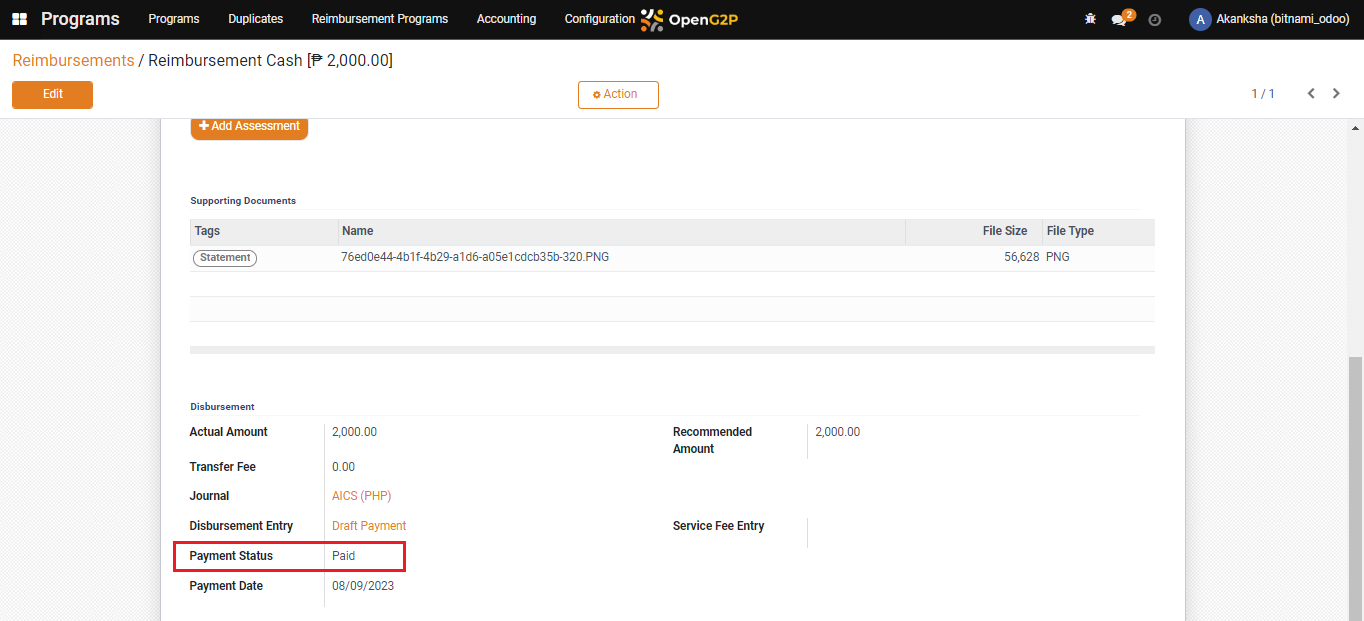 Programs Programs Duplicates Reimbursement Programs Accounting Configuration OpenG2P 2 A Akanksha (bitnami_odoo)
Reimbursements / Reimbursement Cash [₱ 2,000.00]
Edit Action 1 / 1
+ Add Assessment
Supporting Documents
Tags Name File Size File Type
Statement 76ed0e44-4b1f-4b29-a1d6-a05e1cdcb35b-320.PNG 56,628 PNG
Disbursement
Actual Amount 2,000.00 Recommended Amount 2,000.00
Transfer Fee 0.00
Journal AICS (PHP)
Disbursement Entry Draft Payment Service Fee Entry
Payment Status Paid
Payment Date 08/09/2023